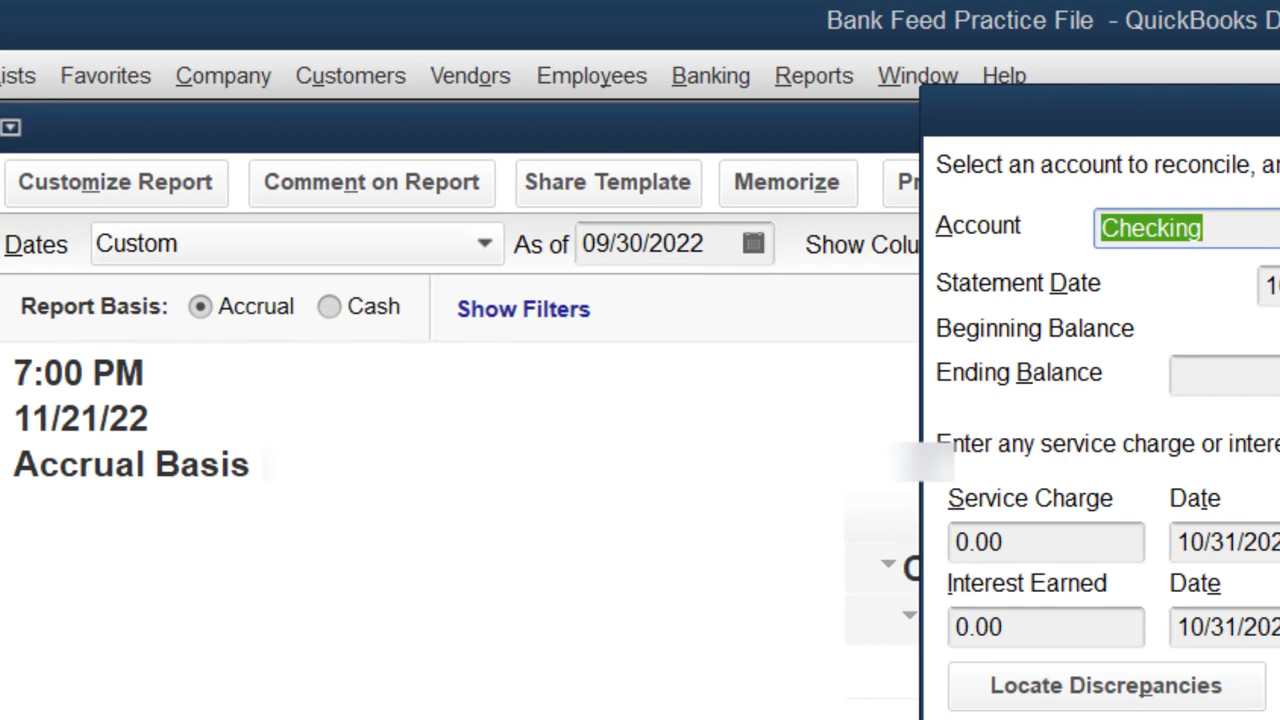 Bank Feed Practice File - QuickBooks D
ists Favorites Company Customers Vendors Employees Banking Reports Window Help
Customize Report Comment on Report Share Template Memorize Pr
Dates Custom As of 09/30/2022 Show Colu
Report Basis: Accrual Cash Show Filters
7:00 PM
11/21/22
Accrual Basis
Select an account to reconcile, an
Account Checking
Statement Date 10
Beginning Balance
Ending Balance
Enter any service charge or intere
Service Charge Date
0.00 10/31/202
Interest Earned Date
0.00 10/31/202
Locate Discrepancies